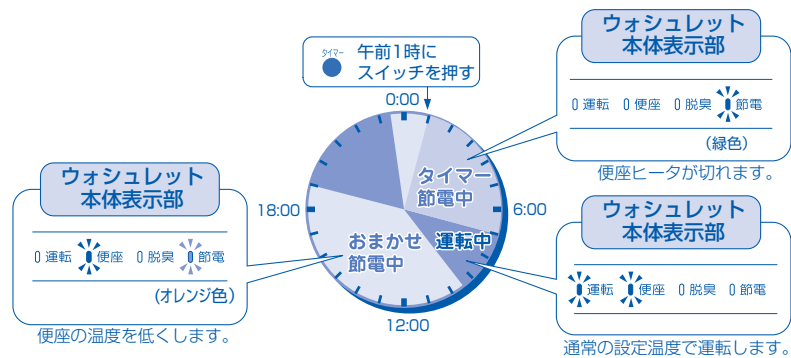 タイマー
午前1時に
スイッチを押す
0:00
6:00
12:00
18:00
タイマー
節電中
運転中
おまかせ
節電中
ウォシュレット
本体表示部
運転 便座 脱臭 節電
(緑色)
便座ヒータが切れます。
ウォシュレット
本体表示部
運転 便座 脱臭 節電
通常の設定温度で運転します。
ウォシュレット
本体表示部
運転 便座 脱臭 節電
(オレンジ色)
便座の温度を低くします。